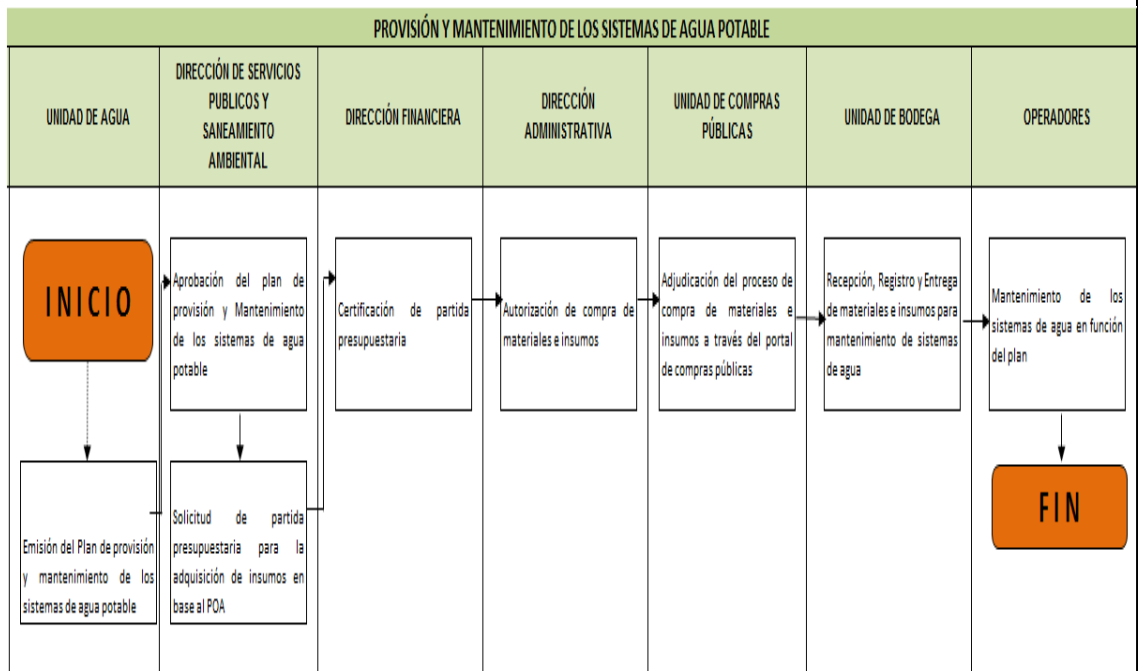 PROVISIÓN Y MANTENIMIENTO DE LOS SISTEMAS DE AGUA POTABLE
UNIDAD DE AGUA
DIRECCIÓN DE SERVICIOS
PUBLICOS Y
SANEAMIENTO
AMBIENTAL
DIRECCIÓN FINANCIERA
DIRECCIÓN
ADMINISTRATIVA
UNIDAD DE COMPRAS
PÚBLICAS
UNIDAD DE BODEGA
OPERADORES
INICIO
Emisión del Plan de provisión
y mantenimiento de los
sistemas de agua potable
Aprobación del plan de
provisión y Mantenimiento
de los sistemas de agua
potable
Solicitud de partida
presupuestaria para la
adquisición de insumos en
base al POA
Certificación de partida
presupuestaria
Autorización de compra de
materiales e insumos
Adjudicación del proceso de
compra de materiales e
insumos a través del portal
de compras públicas
Recepción, Registro y Entrega
de materiales e insumos para
mantenimiento de sistemas
de agua
Mantenimiento de los
sistemas de agua en función
del plan
FIN